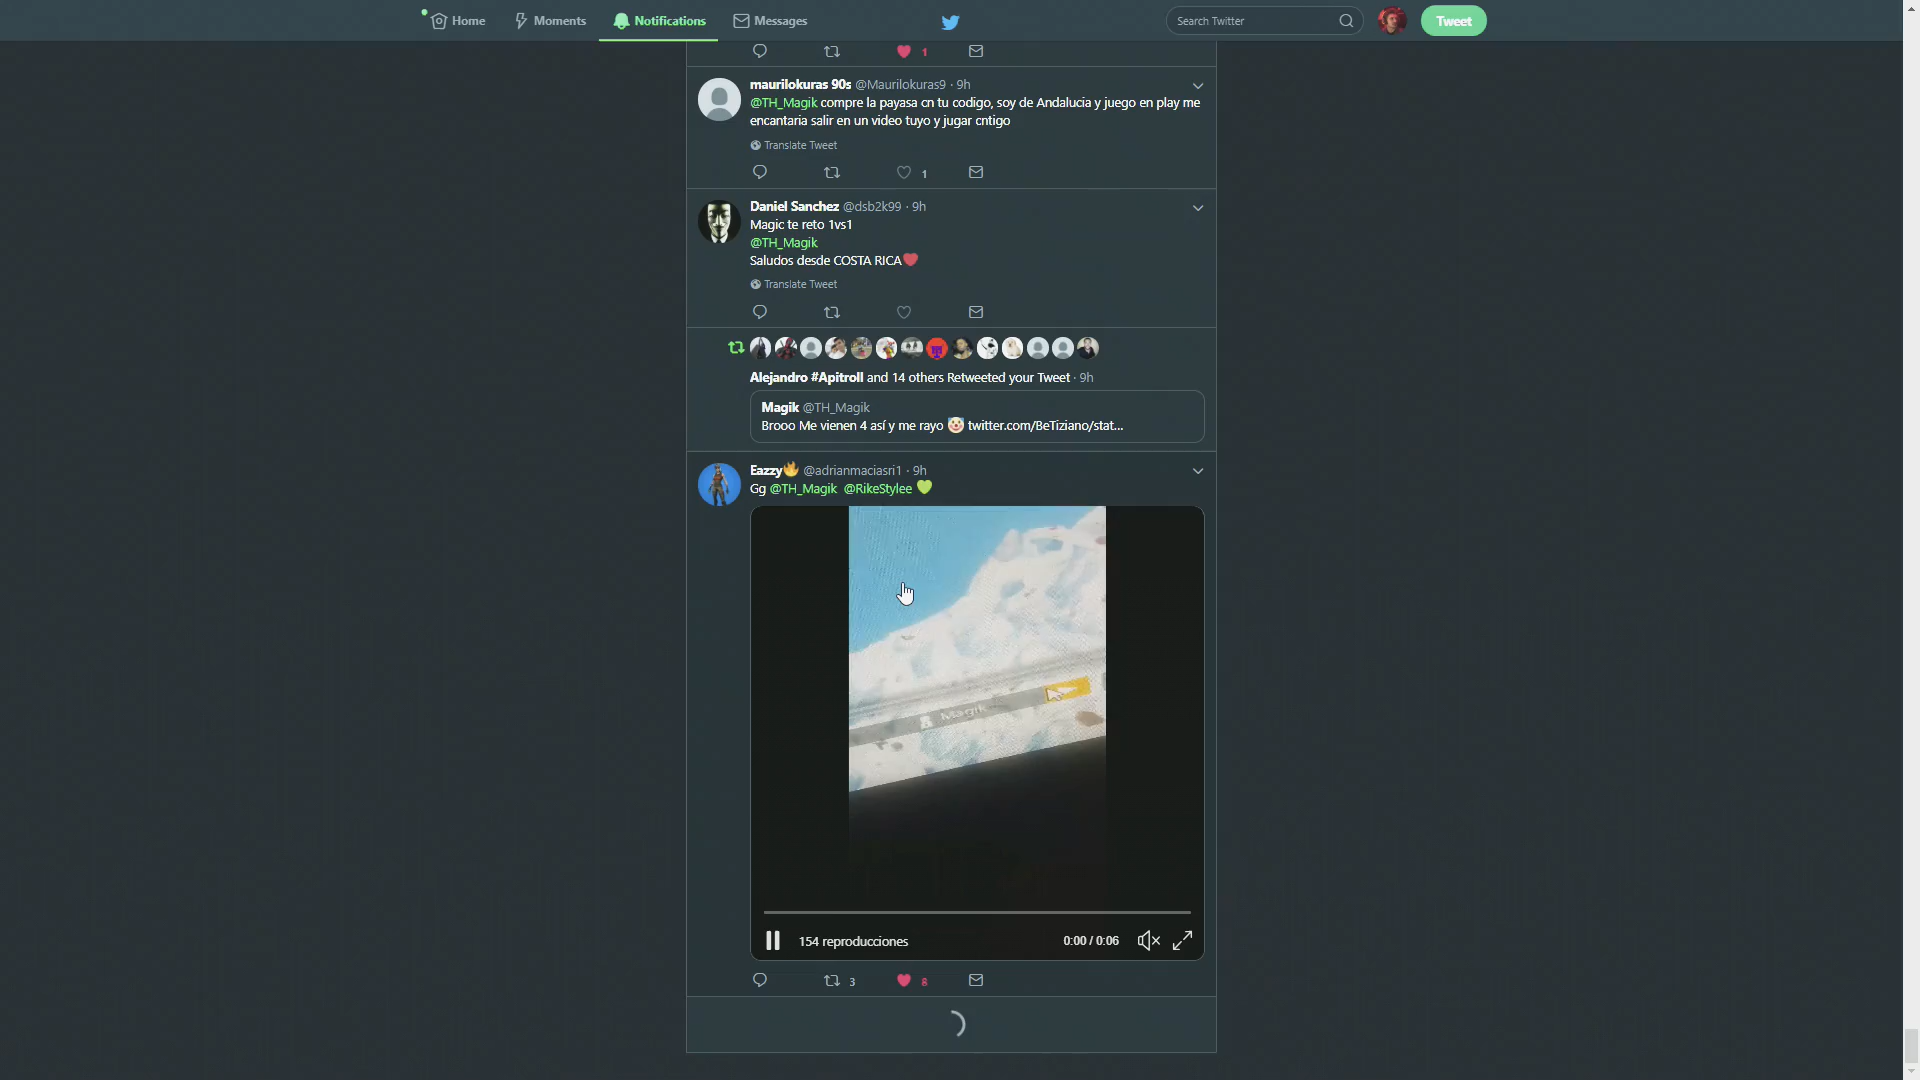 Home
Moments
Notifications
Messages
Search Twitter
Tweet
1
maurilokuras 90s @Maurilokuras9 · 9h
@TH_Magik compre la payasa cn tu codigo, soy de Andalucia y juego en play me
encantaria salir en un video tuyo y jugar cntigo
Translate Tweet
1
Daniel Sanchez @dsb2k99 · 9h
Magic te reto 1vs1
@TH_Magik
Saludos desde COSTA RICA❤
Translate Tweet
Alejandro #Apitroll and 14 others Retweeted your Tweet · 9h
Magik @TH_Magik
Brooo Me vienen 4 así y me rayo 🤡 twitter.com/BeTiziano/stat...
Eazzy🔥 @adrianmaciasri1 · 9h
Gg @TH_Magik @RikeStylee 💚
Magik
154 reproducciones
0:00 / 0:06
3
8